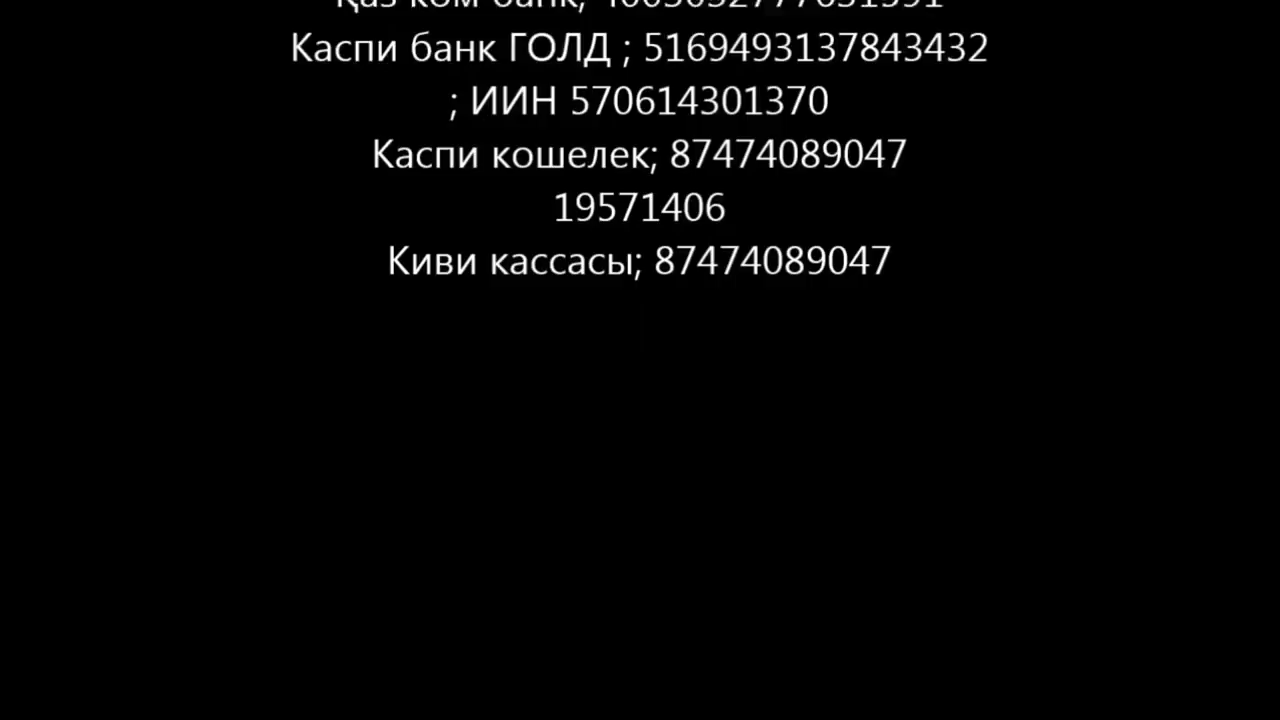 Каспи банк ГОЛД ; 5169493137843432
; ИИН 570614301370
Каспи кошелек; 87474089047
19571406
Киви кассасы; 87474089047